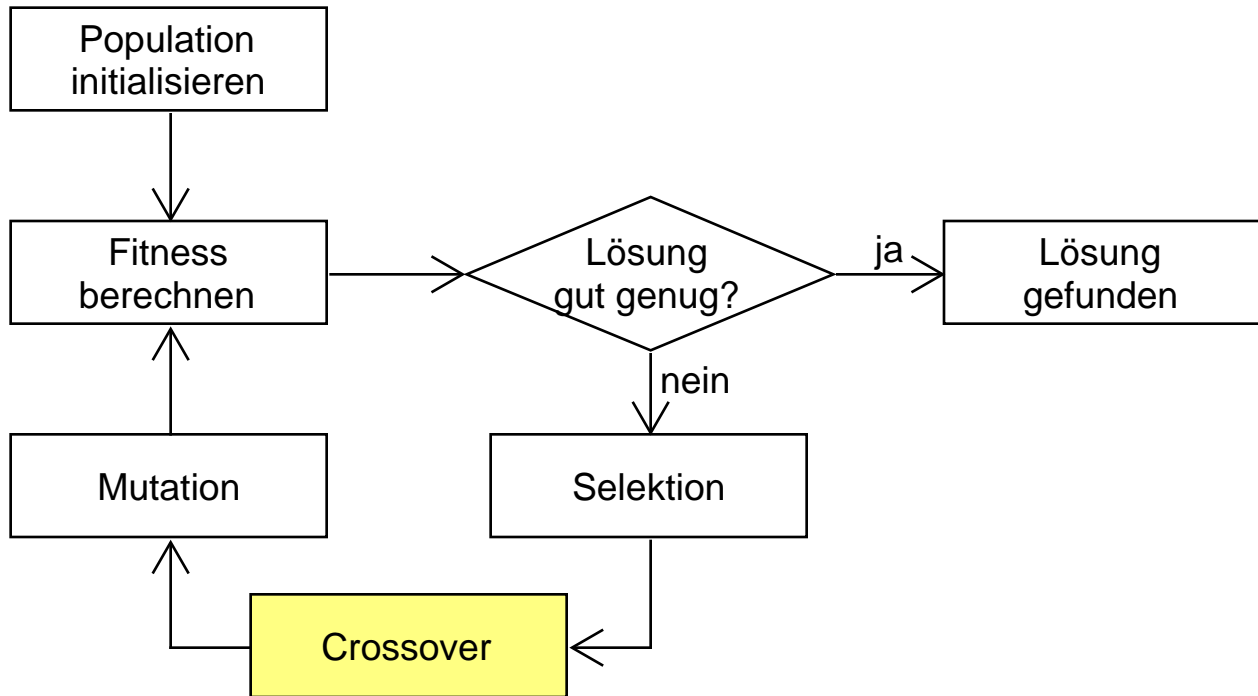 Population
initialisieren
Fitness
berechnen
Lösung
gut genug?
ja
Lösung
gefunden
nein
Mutation
Selektion
Crossover